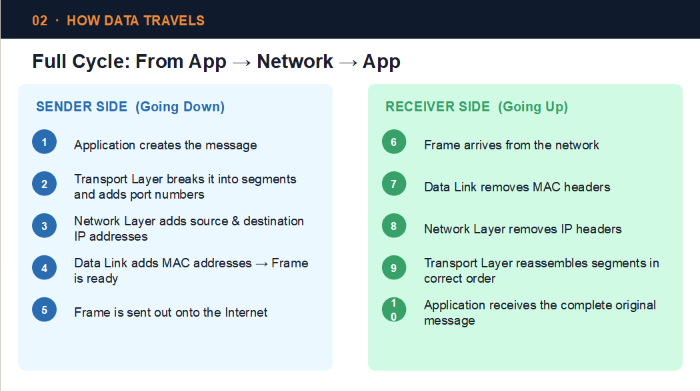 02 · HOW DATA TRAVELS
Full Cycle: From App → Network → App
SENDER SIDE (Going Down)
1
Application creates the message
2
Transport Layer breaks it into segments
and adds port numbers
3
Network Layer adds source & destination
IP addresses
4
Data Link adds MAC addresses → Frame
is ready
5
Frame is sent out onto the Internet
RECEIVER SIDE (Going Up)
6
Frame arrives from the network
7
Data Link removes MAC headers
8
Network Layer removes IP headers
9
Transport Layer reassembles segments in
correct order
1
0
Application receives the complete original
message